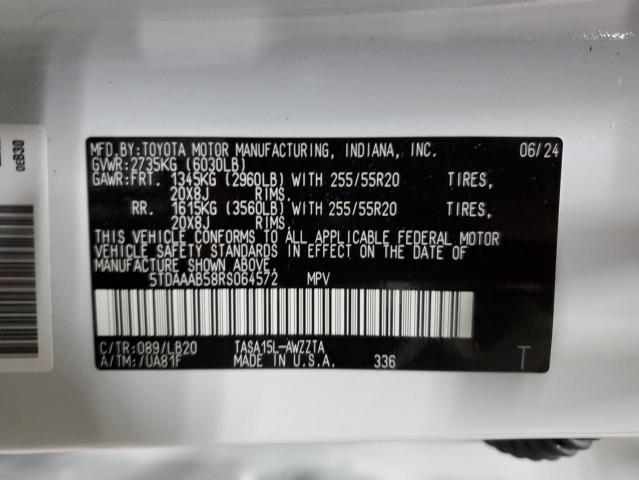 MFD.BY:TOYOTA MOTOR MANUFACTURING, INDIANA, INC. 06/24
GVWR:2735KG (6030LB)
GAWR:FRT. 1345KG (2960LB) WITH 255/55R20 TIRES,
20X8J RIMS.
RR. 1615KG (3560LB) WITH 255/55R20 TIRES,
20X8J RIMS.
THIS VEHICLE CONFORMS TO ALL APPLICABLE FEDERAL MOTOR
VEHICLE SAFETY STANDARDS IN EFFECT ON THE DATE OF
MANUFACTURE SHOWN ABOVE.
5TDAAAB58RS064572 MPV
C/TR:089/LB20 TASA15L-AWZZTA
A/TM:/UA81F MADE IN U.S.A. 336 T
0EB30